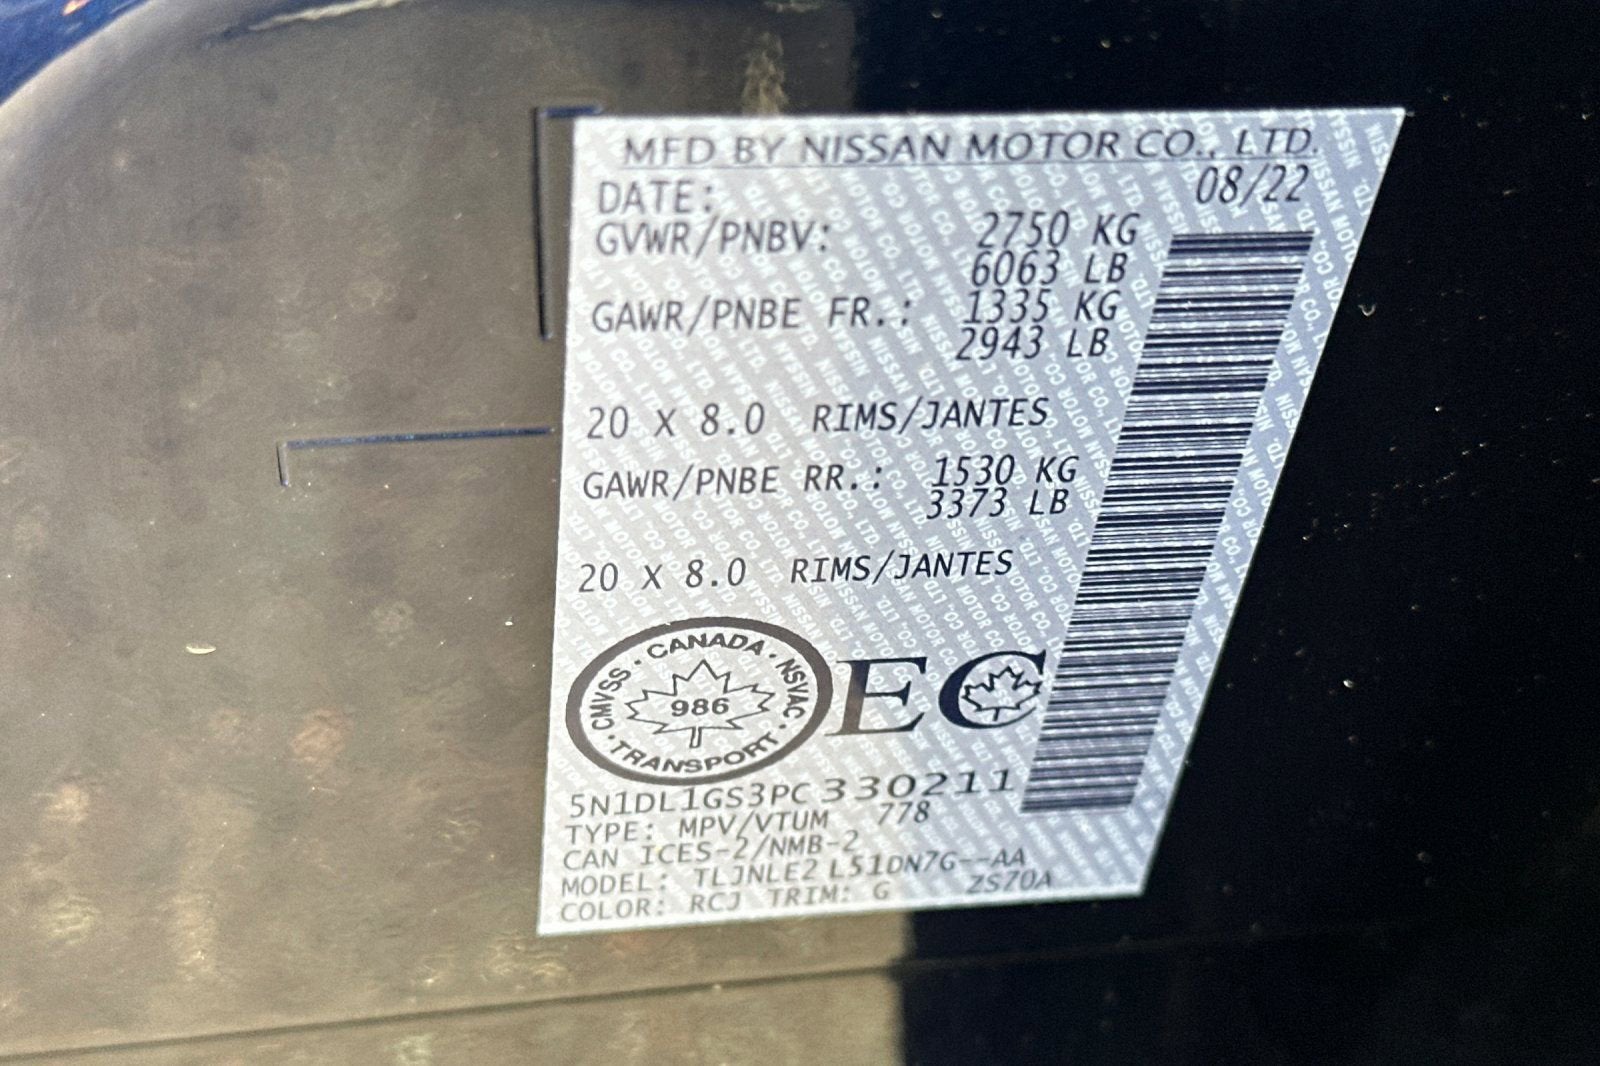 MFD BY NISSAN MOTOR CO., LTD.
DATE: 08/22
GVWR/PNBV: 2750 KG
6063 LB
GAWR/PNBE FR.: 1335 KG
2943 LB
20 X 8.0 RIMS/JANTES
GAWR/PNBE RR.: 1530 KG
3373 LB
20 X 8.0 RIMS/JANTES
CMVSS · CANADA · NSVAC · TRANSPORT ·
986
EC
5N1DL1GS3PC330211
TYPE: MPV/VTUM 778
CAN ICES-2/NMB-2
MODEL: TLJNLE2 L51DN7G--AA
COLOR: RCJ TRIM: G ZS70A